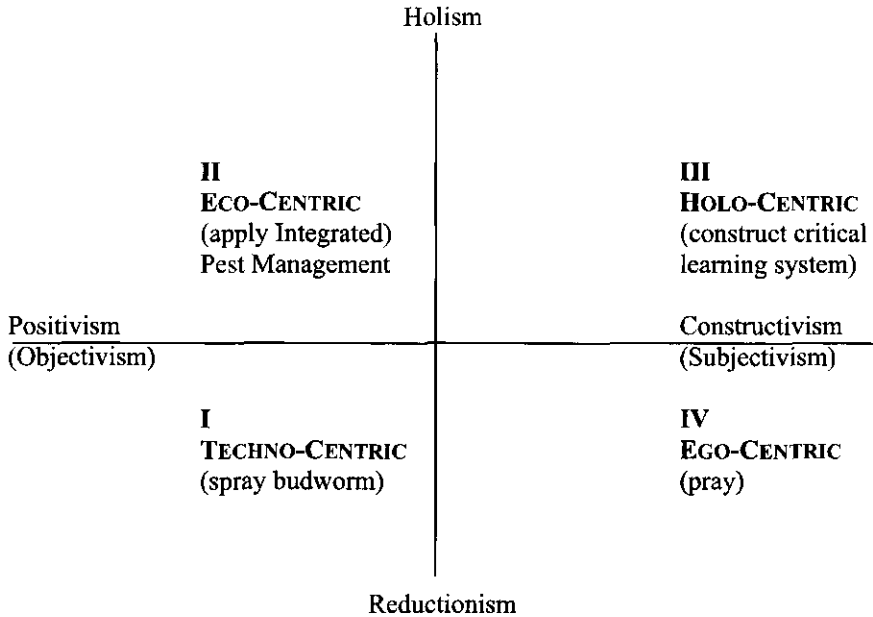 Holism
II
ECO-CENTRIC
(apply Integrated)
Pest Management
III
HOLO-CENTRIC
(construct critical
learning system)
Positivism
(Objectivism)
Constructivism
(Subjectivism)
I
TECHNO-CENTRIC
(spray budworm)
IV
EGO-CENTRIC
(pray)
Reductionism